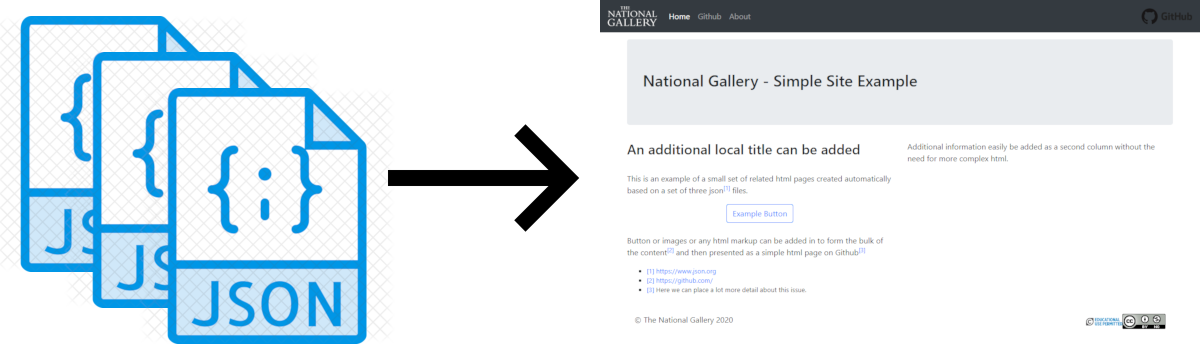 {
JS
{
JS
{;}
JSON
THE
NATIONAL
GALLERY
Home Github About
GitHub
National Gallery - Simple Site Example
An additional local title can be added
This is an example of a small set of related html pages created automatically
based on a set of three json[1] files.
Example Button
Button or images or any html markup can be added in to form the bulk of
the content[2] and then presented as a simple html page on Github[3]
[1] https://www.json.org
[2] https://github.com/
[3] Here we can place a lot more detail about this issue.
Additional information easily be added as a second column without the
need for more complex html.
© The National Gallery 2020
EDUCATIONAL
USE PERMITTED
CC
BY NC